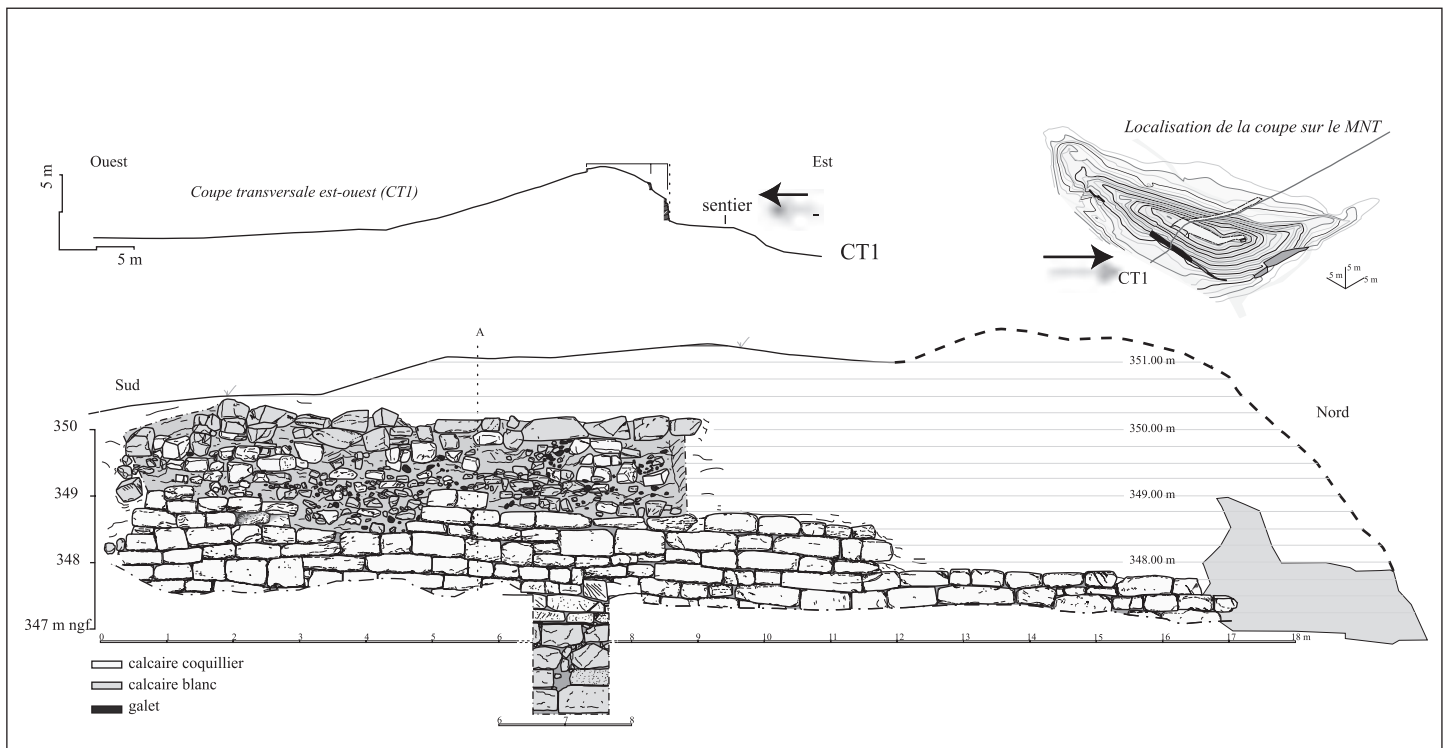 Localisation de la coupe sur le MNT
Ouest
Est
5 m
Coupe transversale est-ouest (CT1)
sentier
5 m
CT1
CT1
5 m
5 m
5 m
A
351.00 m
Sud
Nord
350
350.00 m
349
349.00 m
348
348.00 m
347 m ngf
0 1 2 3 4 5 6 7 8 9 10 11 12 13 14 15 16 17 18 m
calcaire coquillier
calcaire blanc
galet
6 7 8